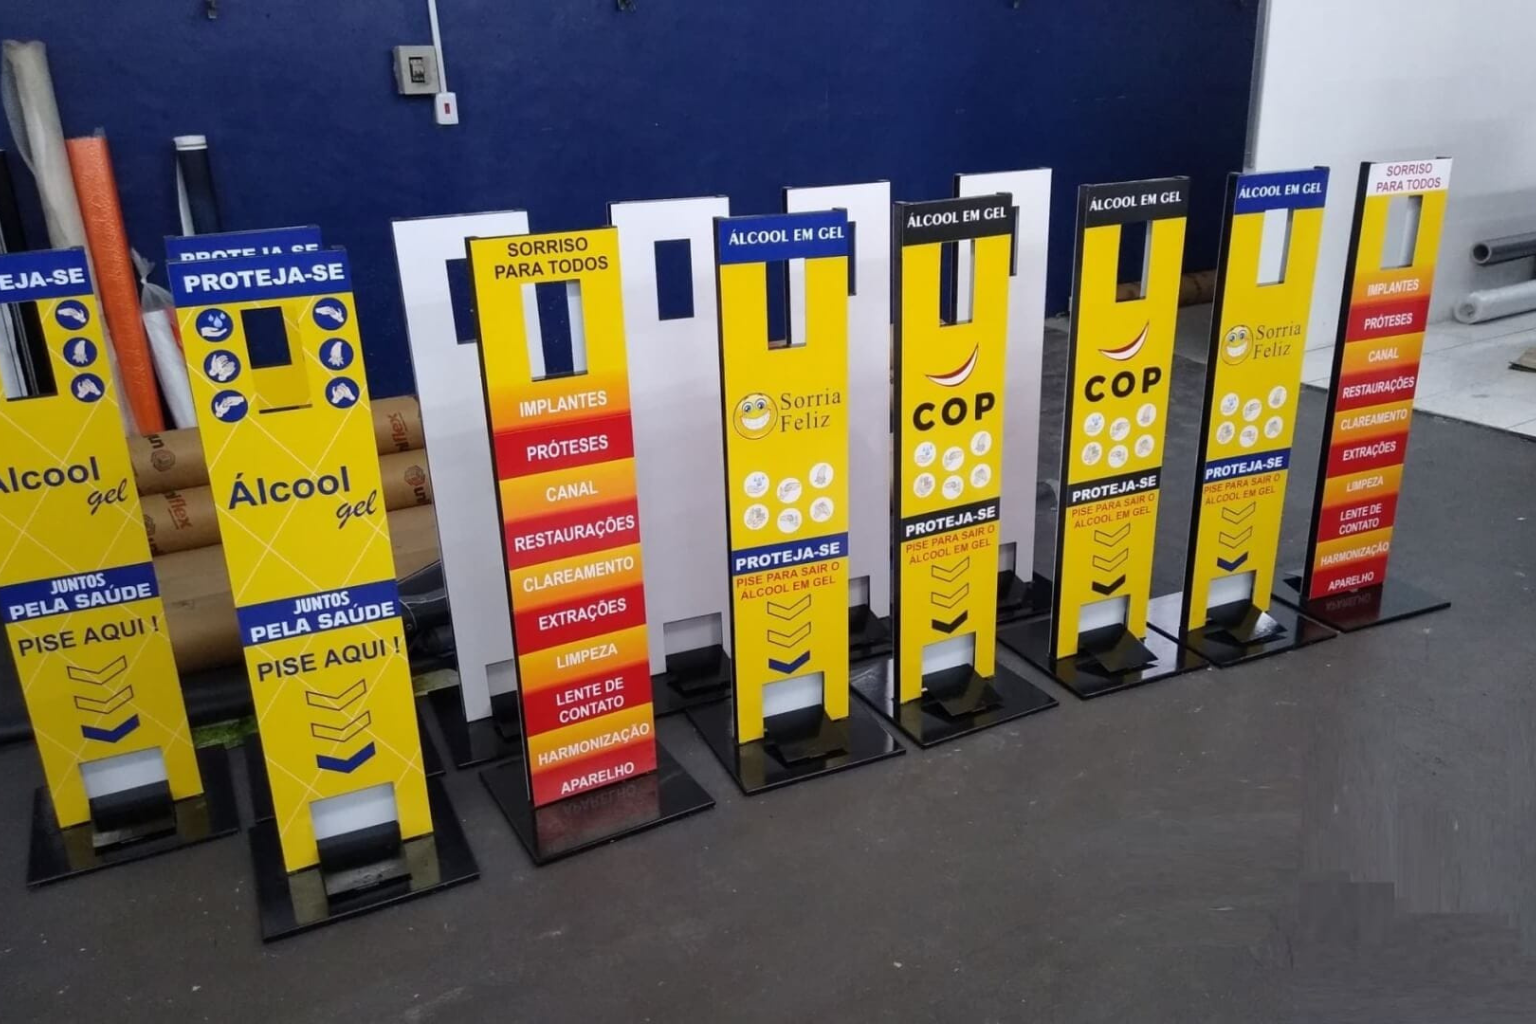 TEJA-SE
Álcool
gel
JUNTOS
PELA SAÚDE
PISE AQUI !
PROTEJA-SE
PROTEJA-SE
Álcool
gel
JUNTOS
PELA SAÚDE
PISE AQUI !
SORRISO
PARA TODOS
IMPLANTES
PRÓTESES
CANAL
RESTAURAÇÕES
CLAREAMENTO
EXTRAÇÕES
LIMPEZA
LENTE DE
CONTATO
HARMONIZAÇÃO
APARELHO
ÁLCOOL EM GEL
Sorria
Feliz
PROTEJA-SE
PISE PARA SAIR O
ÁLCOOL EM GEL
ÁLCOOL EM GEL
COP
PROTEJA-SE
PISE PARA SAIR O
ÁLCOOL EM GEL
ÁLCOOL EM GEL
COP
PROTEJA-SE
PISE PARA SAIR O
ÁLCOOL EM GEL
ÁLCOOL EM GEL
Sorria
Feliz
PROTEJA-SE
PISE PARA SAIR O
ÁLCOOL EM GEL
SORRISO
PARA TODOS
IMPLANTES
PRÓTESES
CANAL
RESTAURAÇÕES
CLAREAMENTO
EXTRAÇÕES
LIMPEZA
LENTE DE
CONTATO
HARMONIZAÇÃO
APARELHO